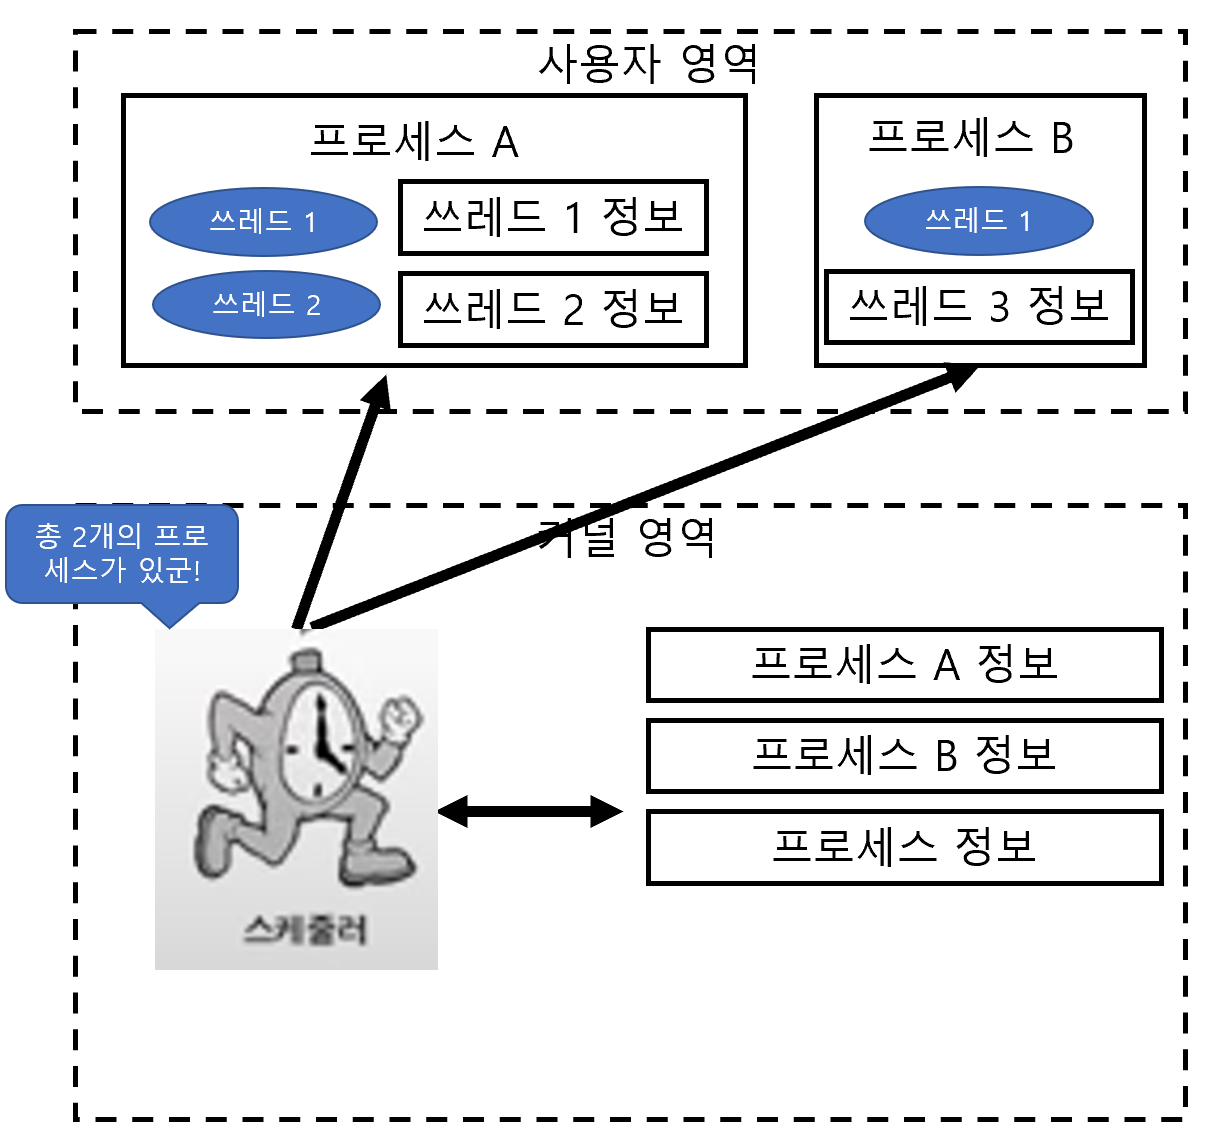 사용자 영역
프로세스 A
쓰레드 1
쓰레드 1 정보
쓰레드 2
쓰레드 2 정보
프로세스 B
쓰레드 1
쓰레드 3 정보
총 2개의 프로
세스가 있군!
커널 영역
프로세스 A 정보
프로세스 B 정보
프로세스 정보
스케줄러